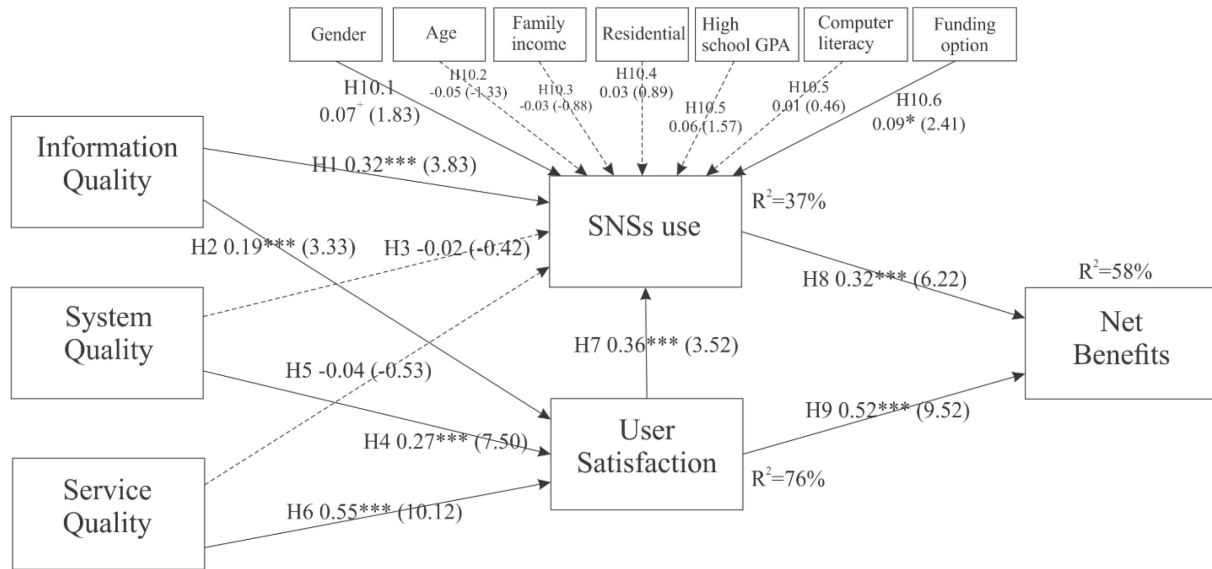 Gender
Age
Family
income
Residential
High
school GPA
Computer
literacy
Funding
option
H10.1
0.07⁺ (1.83)
H10.2
-0.05 (-1.33)
H10.3
-0.03 (-0.88)
H10.4
0.03 (0.89)
H10.5
0.06 (1.57)
H10.5
0.01 (0.46)
H10.6
0.09* (2.41)
Information
Quality
H1 0.32*** (3.83)
SNSs use
R²=37%
H2 0.19*** (3.33)
H3 -0.02 (-0.42)
H8 0.32*** (6.22)
R²=58%
System
Quality
Net
Benefits
H7 0.36*** (3.52)
H5 -0.04 (-0.53)
H9 0.52*** (9.52)
H4 0.27*** (7.50)
User
Satisfaction
R²=76%
Service
Quality
H6 0.55*** (10.12)